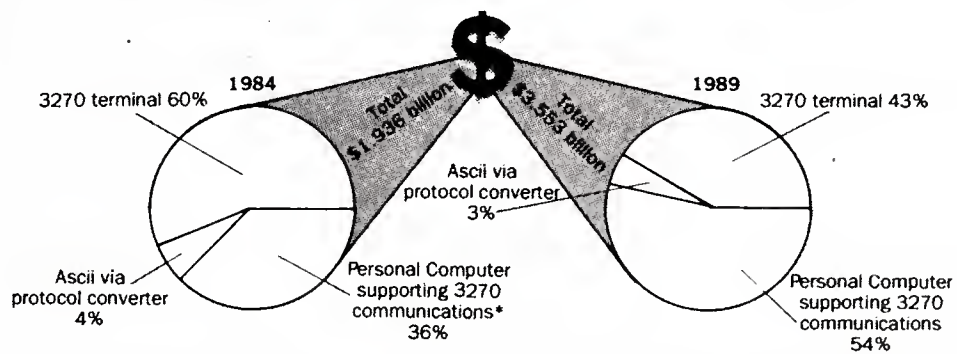 $
1984
3270 terminal 60%
Total
$1.936 billion
Ascii via
protocol converter
4%
Personal Computer
supporting 3270
communications*
36%
1989
3270 terminal 43%
Total
$3.553 billion
Ascii via
protocol converter
3%
Personal Computer
supporting 3270
communications
54%